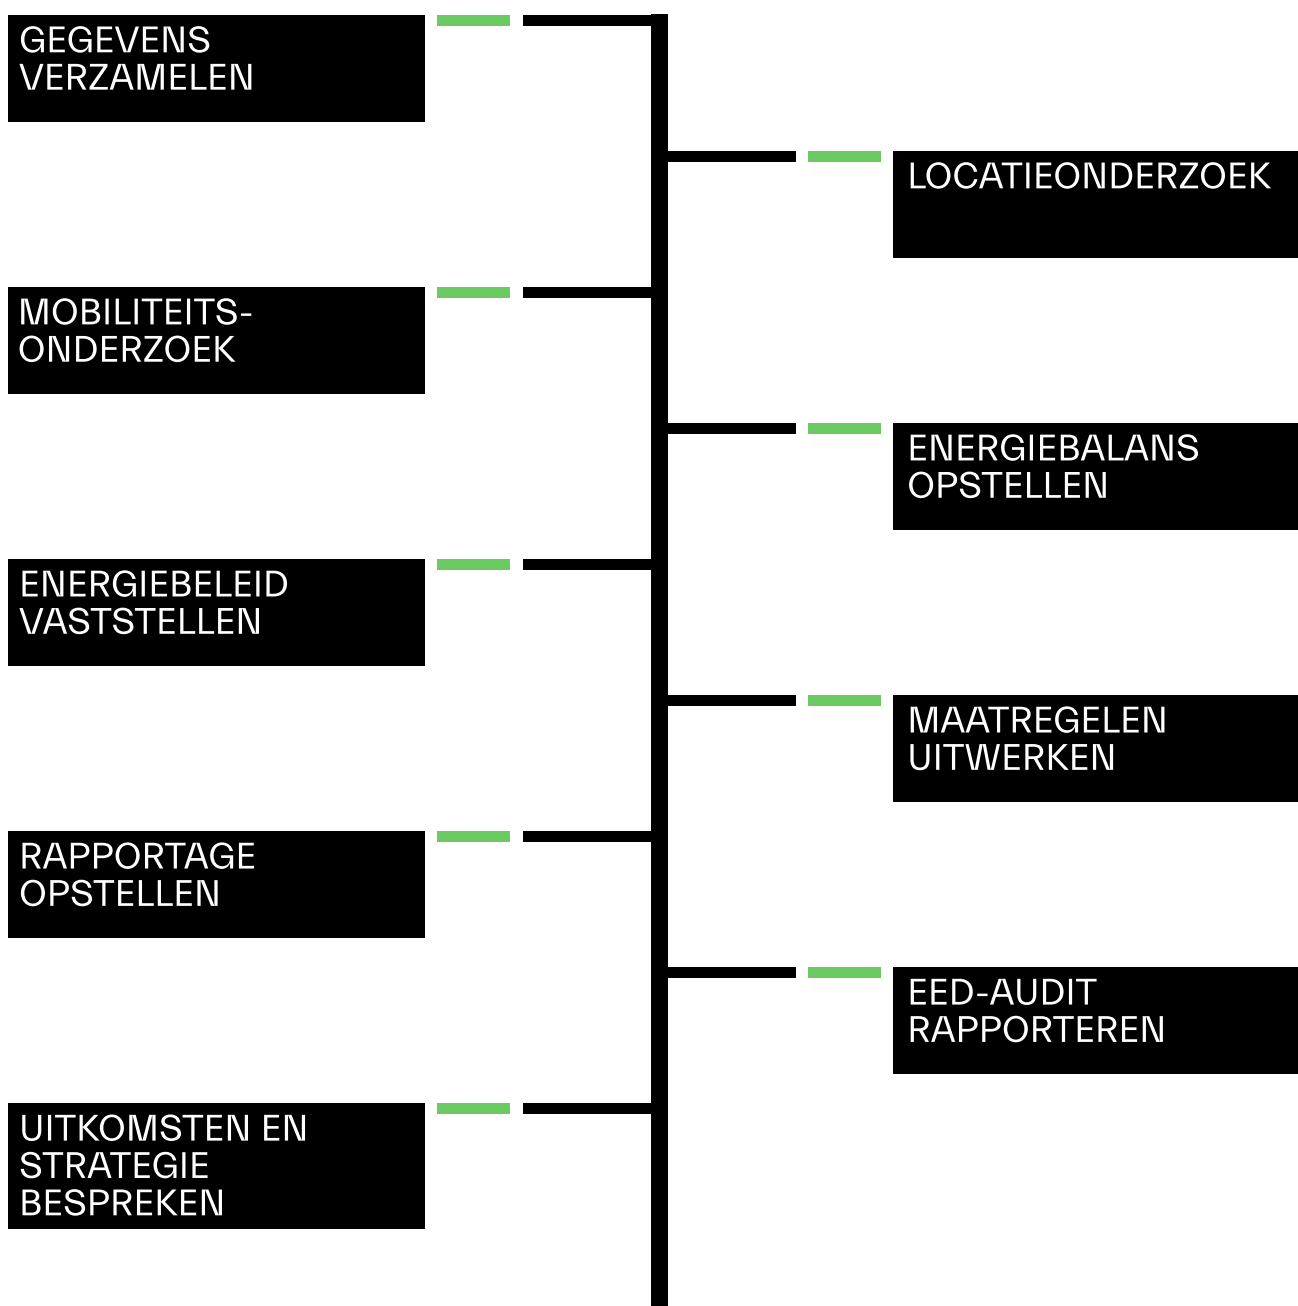 GEGEVENS
VERZAMELEN
LOCATIEONDERZOEK
MOBILITEITS-
ONDERZOEK
ENERGIEBALANS
OPSTELLEN
ENERGIEBELEID
VASTSTELLEN
MAATREGELEN
UITWERKEN
RAPPORTAGE
OPSTELLEN
EED-AUDIT
RAPPORTEREN
UITKOMSTEN EN
STRATEGIE
BESPREKEN